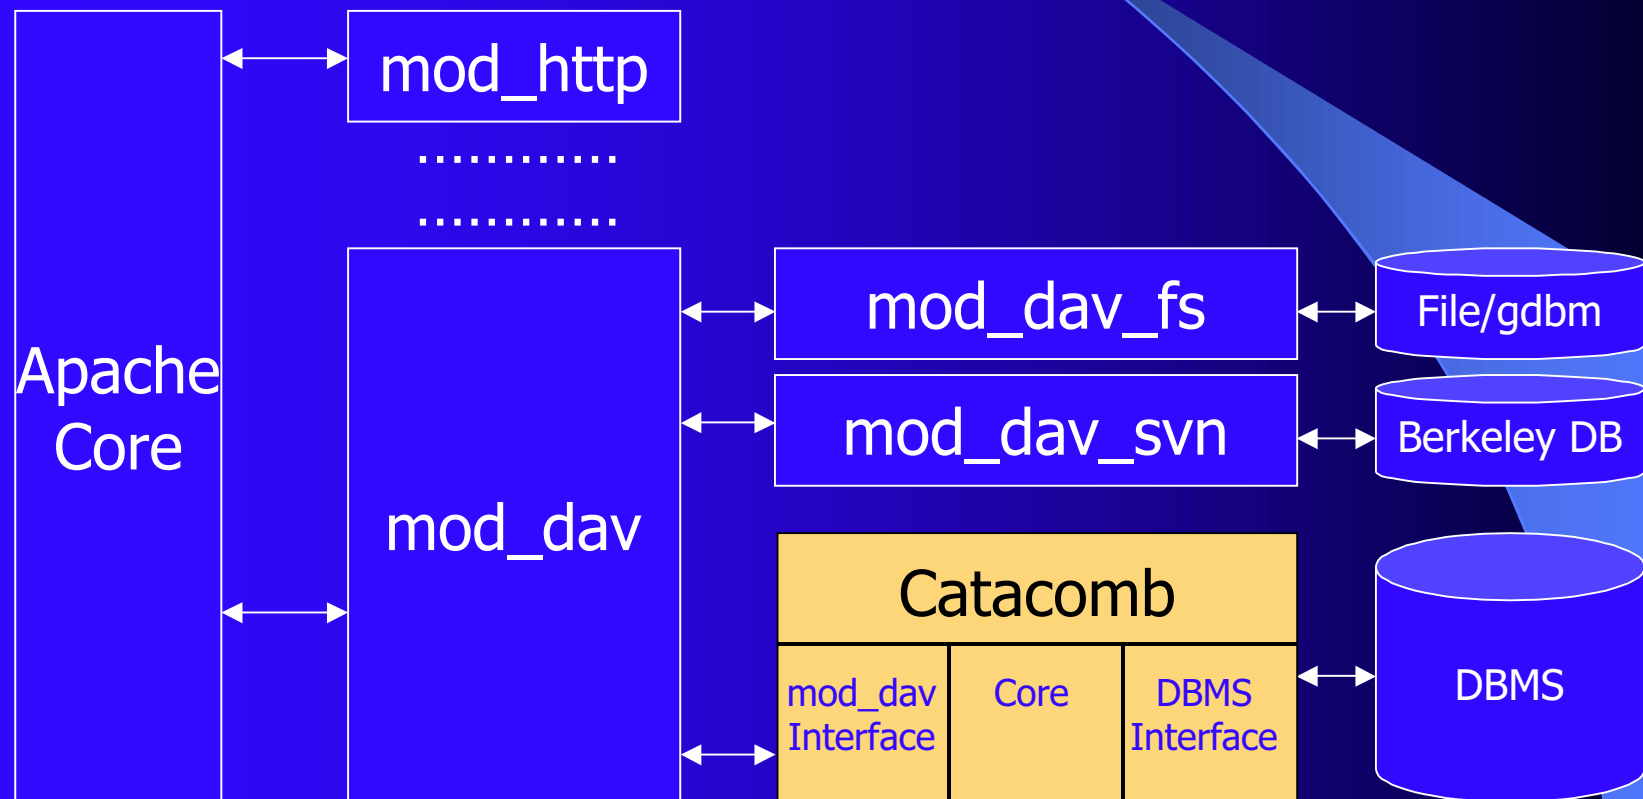 mod_http
............
............
Apache
Core
mod_dav
mod_dav_fs
File/gdbm
mod_dav_svn
Berkeley DB
Catacomb
mod_dav
Interface
Core
DBMS
Interface
DBMS